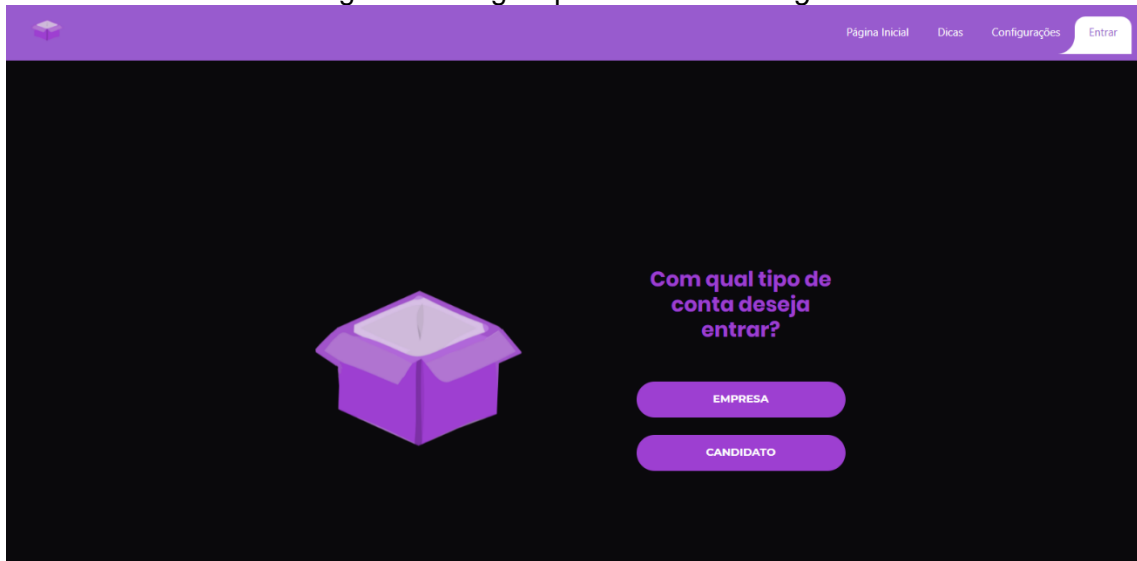 Página Inicial Dicas Configurações Entrar
Com qual tipo de
conta deseja
entrar?
EMPRESA
CANDIDATO